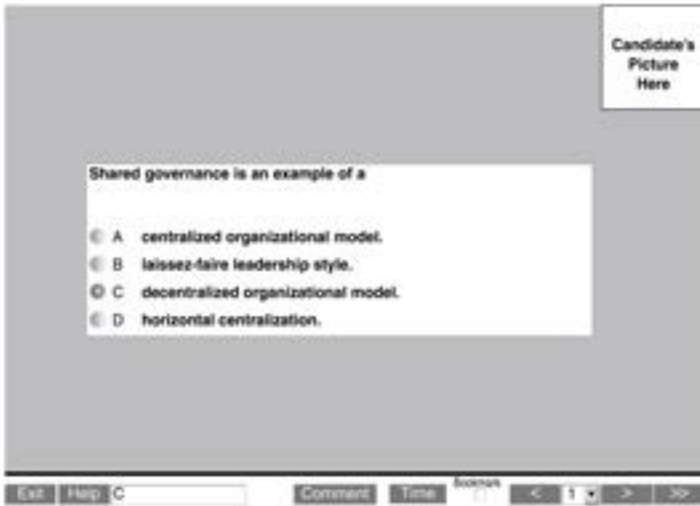 Candidate's
Picture
Here
Shared governance is an example of a
A centralized organizational model.
B laissez-faire leadership style.
C decentralized organizational model.
D horizontal centralization.
Bookmark
Exit Help C Comment Time < 1 > >>